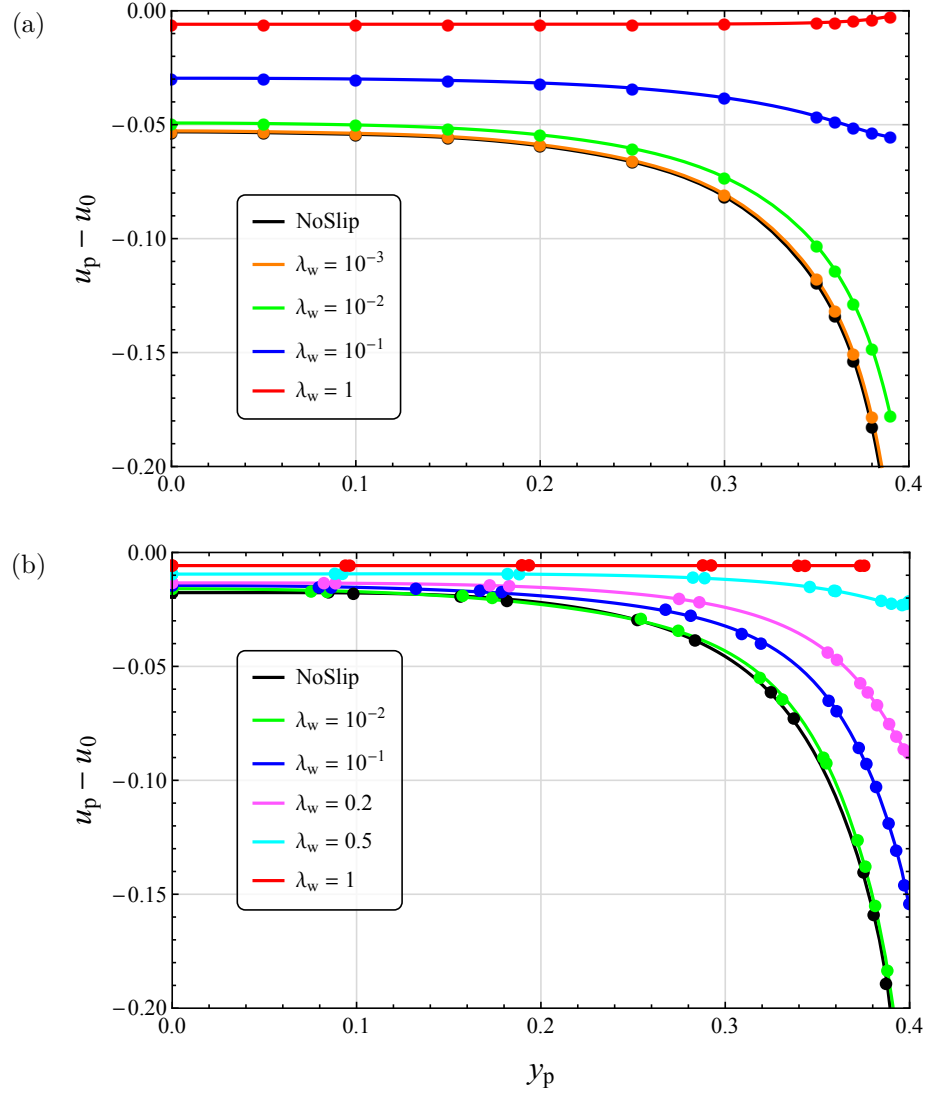 (a)
0.00
−0.05
−0.10
−0.15
−0.20
u_p − u_0
NoSlip
λ_w = 10^−3
λ_w = 10^−2
λ_w = 10^−1
λ_w = 1
0.0 0.1 0.2 0.3 0.4
(b)
0.00
−0.05
−0.10
−0.15
−0.20
u_p − u_0
NoSlip
λ_w = 10^−2
λ_w = 10^−1
λ_w = 0.2
λ_w = 0.5
λ_w = 1
0.0 0.1 0.2 0.3 0.4
y_p